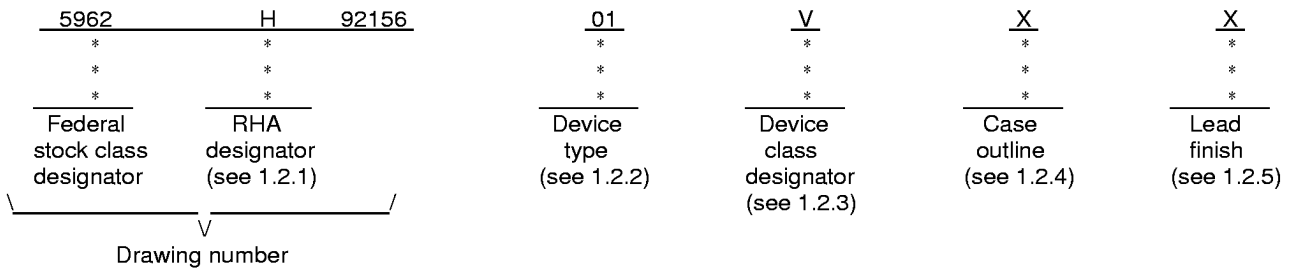 5962 H 92156 01 V X X
* * * * * *
* * * * * *
* * * * * *
Federal RHA Device Device Case Lead
stock class designator type class outline finish
designator (see 1.2.1) (see 1.2.2) designator (see 1.2.4) (see 1.2.5)
(see 1.2.3)
\ /
\/
Drawing number